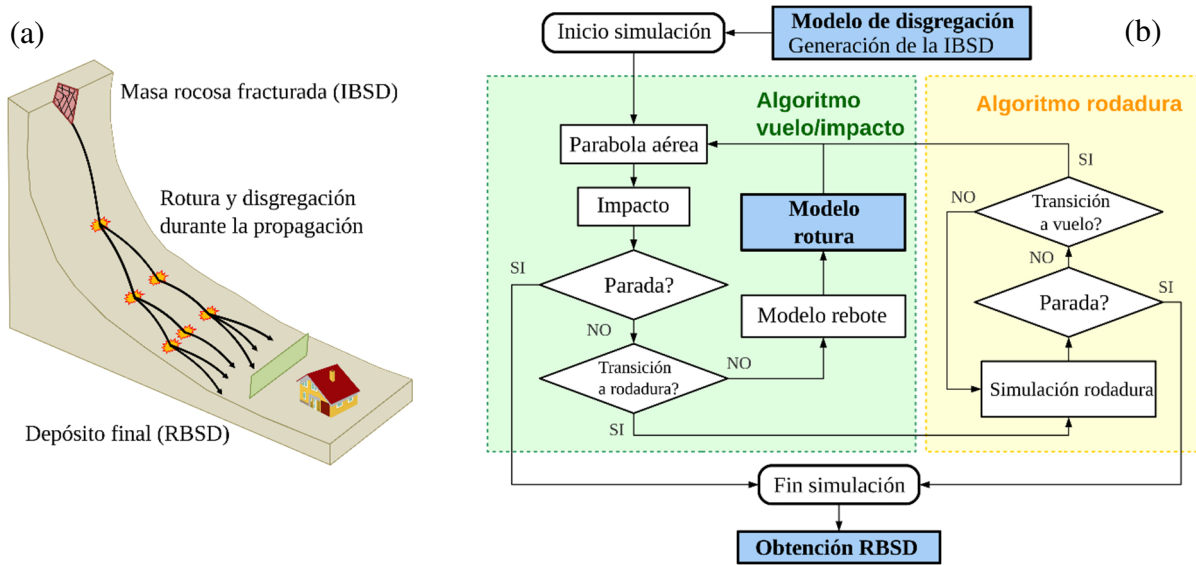 (a)
Masa rocosa fracturada (IBSD)
Rotura y disgregación
durante la propagación
Depósito final (RBSD)
(b)
Inicio simulación
Modelo de disgregación
Generación de la IBSD
Algoritmo
vuelo/impacto
Parabola aérea
Impacto
Parada?
SI
NO
Transición
a rodadura?
NO
SI
Modelo
rotura
Modelo rebote
Algoritmo rodadura
SI
NO
Transición
a vuelo?
NO
SI
Parada?
Simulación rodadura
Fin simulación
Obtención RBSD